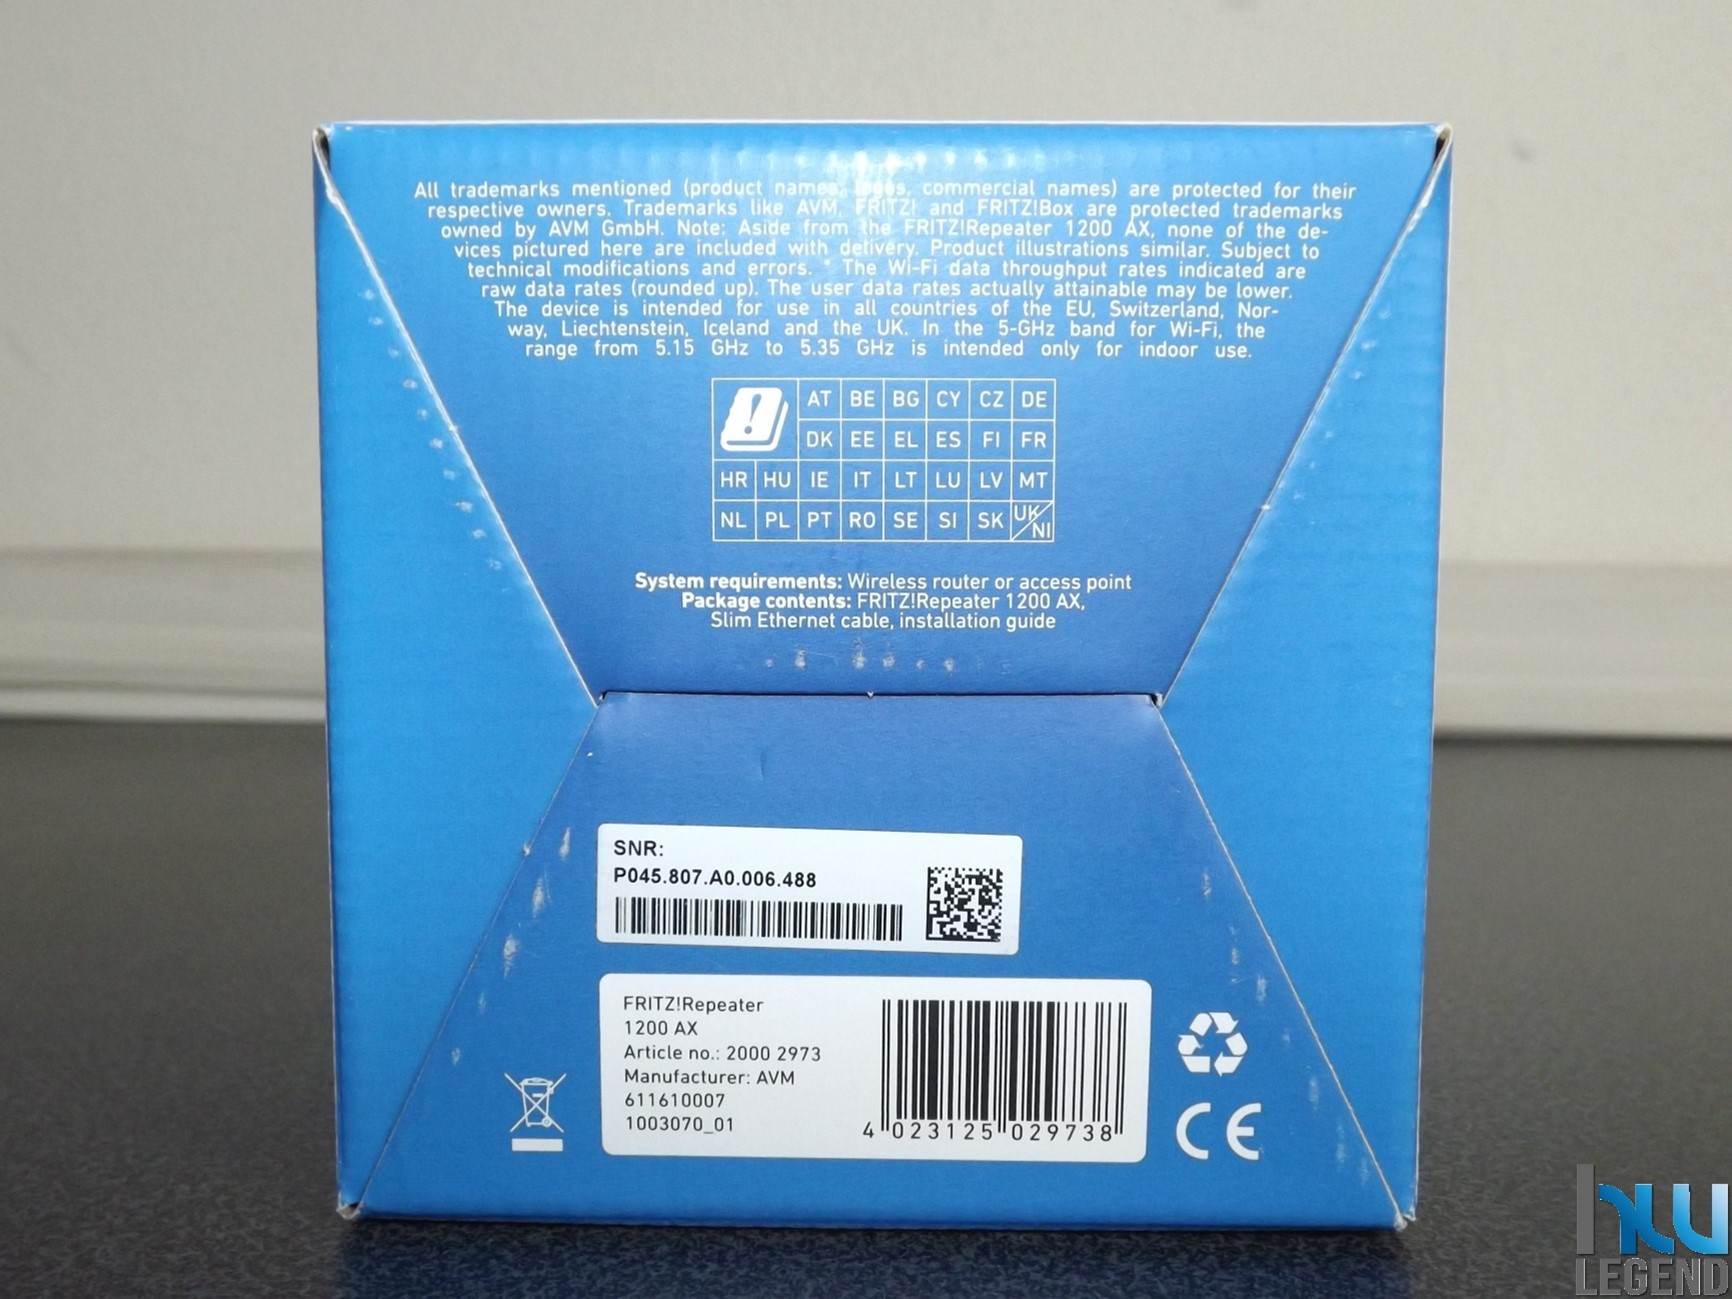 All trademarks mentioned (product names, logos, commercial names) are protected for their
respective owners. Trademarks like AVM, FRITZ! and FRITZ!Box are protected trademarks
owned by AVM GmbH. Note: Aside from the FRITZ!Repeater 1200 AX, none of the de-
vices pictured here are included with delivery. Product illustrations similar. Subject to
technical modifications and errors. * The Wi-Fi data throughput rates indicated are
raw data rates (rounded up). The user data rates actually attainable may be lower.
The device is intended for use in all countries of the EU, Switzerland, Nor-
way, Liechtenstein, Iceland and the UK. In the 5-GHz band for Wi-Fi, the
range from 5.15 GHz to 5.35 GHz is intended only for indoor use.
! AT BE BG CY CZ DE
DK EE EL ES FI FR
HR HU IE IT LT LU LV MT
NL PL PT RO SE SI SK UK/NI
System requirements: Wireless router or access point
Package contents: FRITZ!Repeater 1200 AX,
Slim Ethernet cable, installation guide
SNR:
P045.807.A0.006.488
FRITZ!Repeater
1200 AX
Article no.: 2000 2973
Manufacturer: AVM
611610007
1003070_01
4 023125 029738
CE
HW
LEGEND